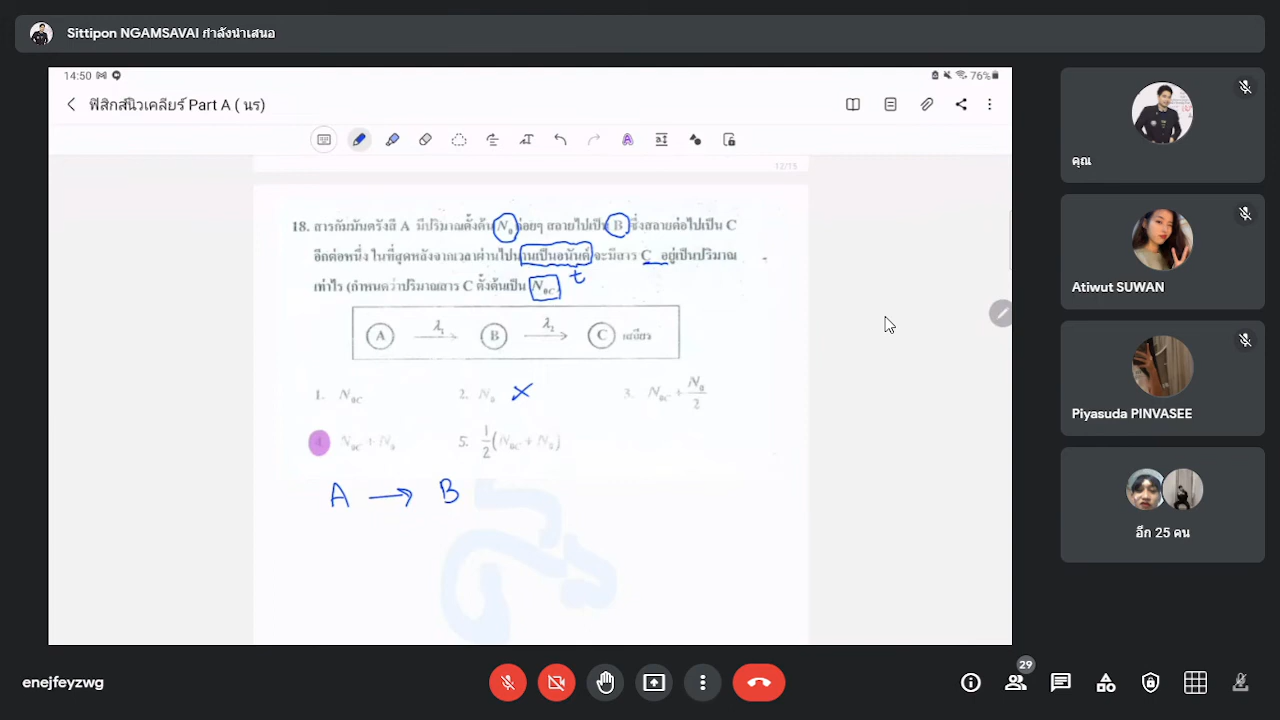 Sittipon NGAMSAVAI กำลังนำเสนอ
14:50
76%
ฟิสิกส์นิวเคลียร์ Part A ( นร)
12/15
18. สารกัมมันตรังสี A มีปริมาณตั้งต้น N₀ ค่อยๆ สลายไปเป็น B ซึ่งสลายต่อไปเป็น C
อีกต่อหนึ่ง ในที่สุดหลังจากเวลาผ่านไปนานเป็นอนันต์ จะมีสาร C อยู่เป็นปริมาณ
t
เท่าไร (กำหนดว่าปริมาณสาร C ตั้งต้นเป็น N₀C
A λ₁ B λ₂ C เสถียร
1. N₀C 2. N₀ × 3. N₀C + N₀/2
4. N₀C + N₀ 5. 1/2(N₀C + N₀)
A → B
คุณ
Atiwut SUWAN
Piyasuda PINVASEE
อีก 25 คน
enejfeyzwg
29